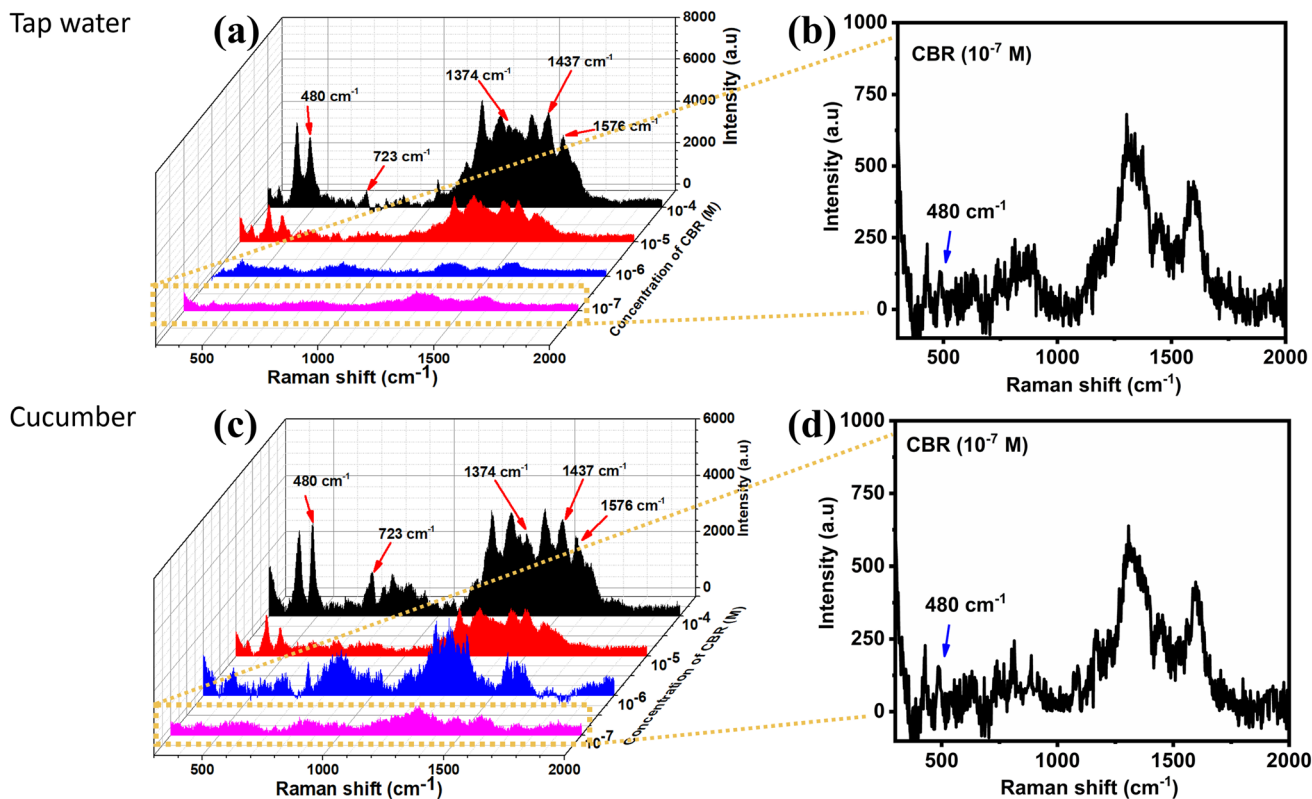 Tap water
(a)
8000
6000
4000
2000
0
Intensity (a.u)
480 cm-1
723 cm-1
1374 cm-1
1437 cm-1
1576 cm-1
10-4
10-5
10-6
10-7
Concentration of CBR (M)
500
1000
1500
2000
Raman shift (cm-1)
(b)
CBR (10-7 M)
1000
750
500
250
0
Intensity (a.u)
480 cm-1
500
1000
1500
2000
Raman shift (cm-1)
Cucumber
(c)
6000
4000
2000
0
Intensity (a.u)
480 cm-1
723 cm-1
1374 cm-1
1437 cm-1
1576 cm-1
10-4
10-5
10-6
10-7
Concentration of CBR (M)
500
1000
1500
2000
Raman shift (cm-1)
(d)
CBR (10-7 M)
1000
750
500
250
0
Intensity (a.u)
480 cm-1
500
1000
1500
2000
Raman shift (cm-1)